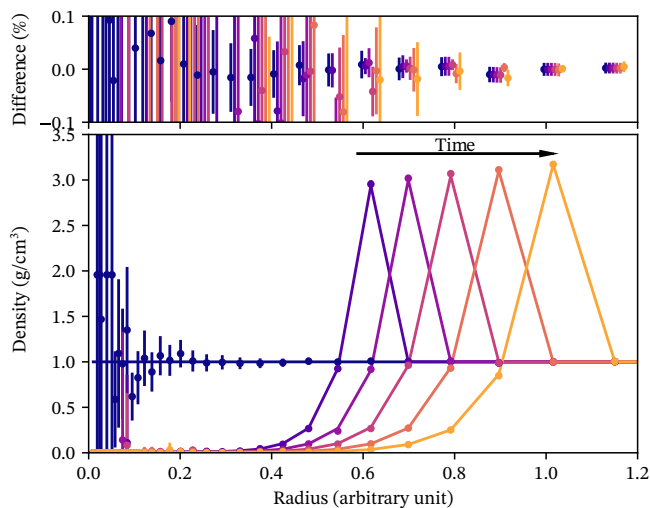 0.1
0.0
−0.1
Difference (%)
3.5
3.0
2.5
2.0
1.5
1.0
0.5
0.0
Density (g/cm³)
Time
0.0 0.2 0.4 0.6 0.8 1.0 1.2
Radius (arbitrary unit)